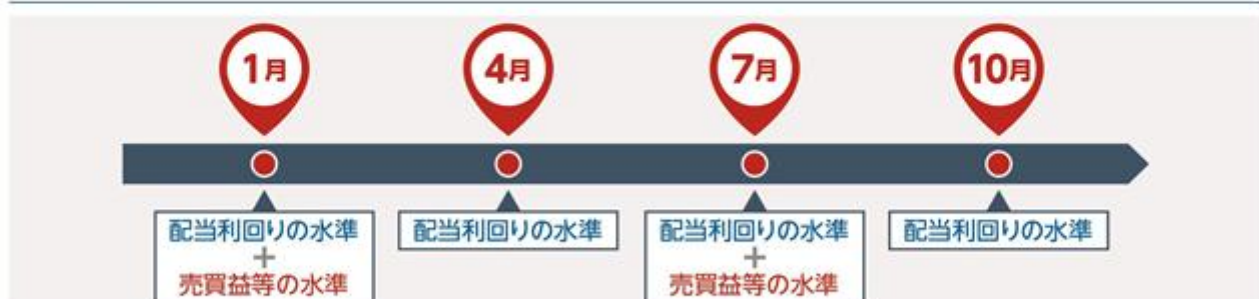 1月
4月
7月
10月
配当利回りの水準
+
売買益等の水準
配当利回りの水準
配当利回りの水準
+
売買益等の水準
配当利回りの水準